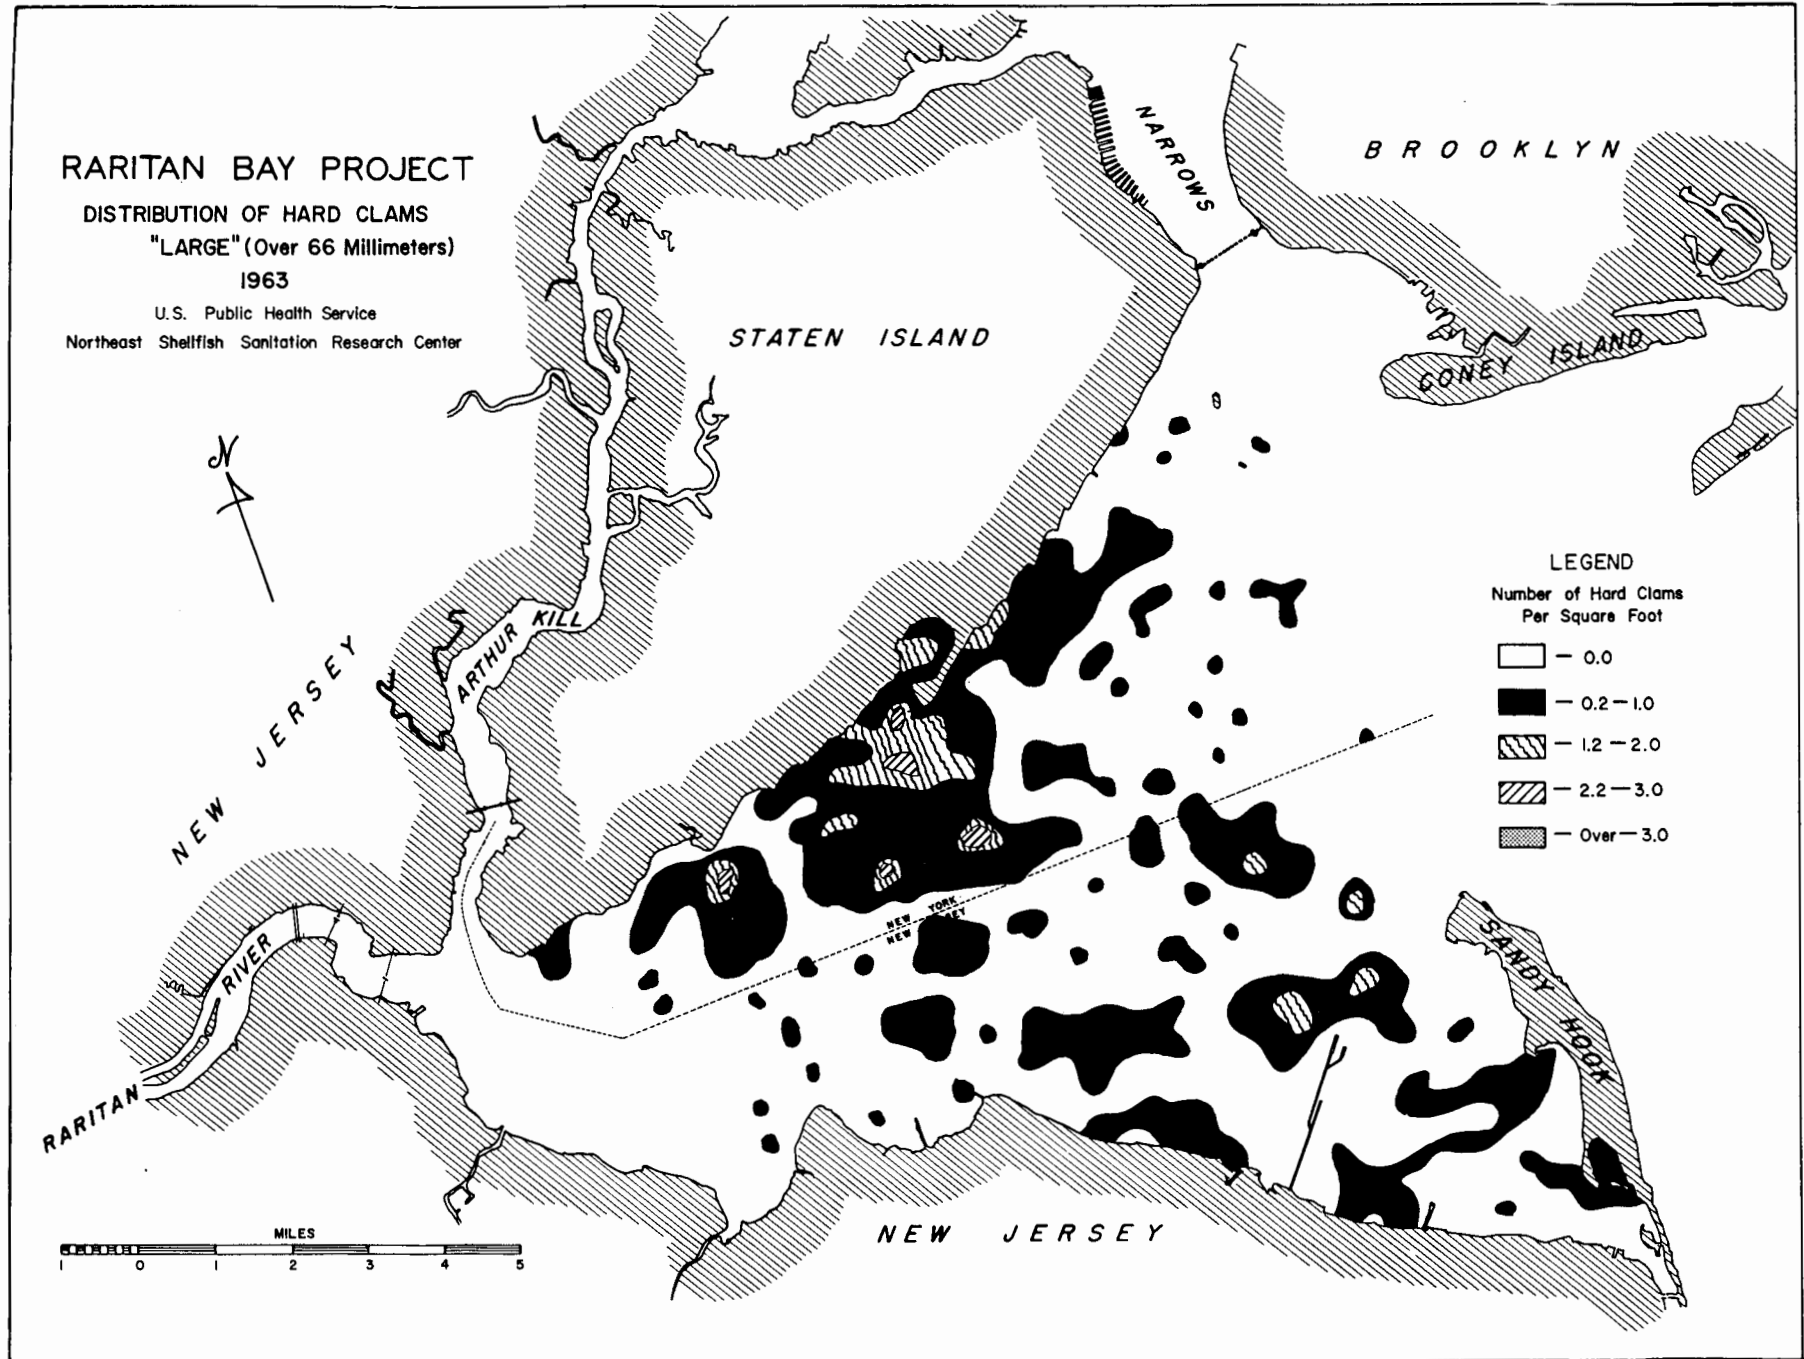 RARITAN BAY PROJECT
DISTRIBUTION OF HARD CLAMS
"LARGE" (Over 66 Millimeters)
1963
U.S. Public Health Service
Northeast Shellfish Sanitation Research Center
NARROWS
BROOKLYN
STATEN ISLAND
CONEY ISLAND
N
ARTHUR KILL
NEW JERSEY
LEGEND
Number of Hard Clams
Per Square Foot
— 0.0
— 0.2—1.0
— 1.2—2.0
— 2.2—3.0
— Over—3.0
NEW YORK
NEW
SANDY HOOK
RARITAN RIVER
NEW JERSEY
MILES
1 0 1 2 3 4 5